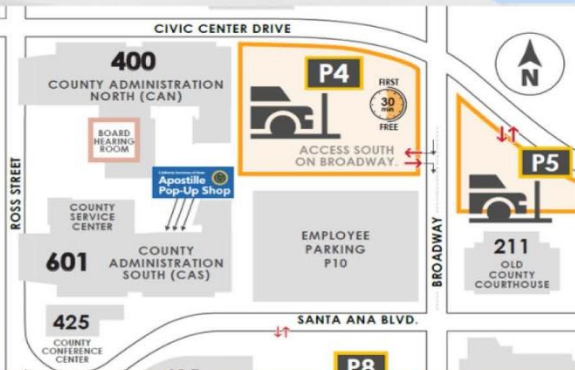 CIVIC CENTER DRIVE
400
COUNTY ADMINISTRATION
NORTH (CAN)
P4
FIRST
30
min
FREE
N
BOARD
HEARING
ROOM
ACCESS SOUTH
ON BROADWAY.
P5
ROSS STREET
Apostille
Pop-Up Shop
COUNTY
SERVICE
CENTER
601
COUNTY
ADMINISTRATION
SOUTH (CAS)
EMPLOYEE
PARKING
P10
BROADWAY
211
OLD
COUNTY
COURTHOUSE
425
COUNTY
CONFERENCE
CENTER
SANTA ANA BLVD.
P8